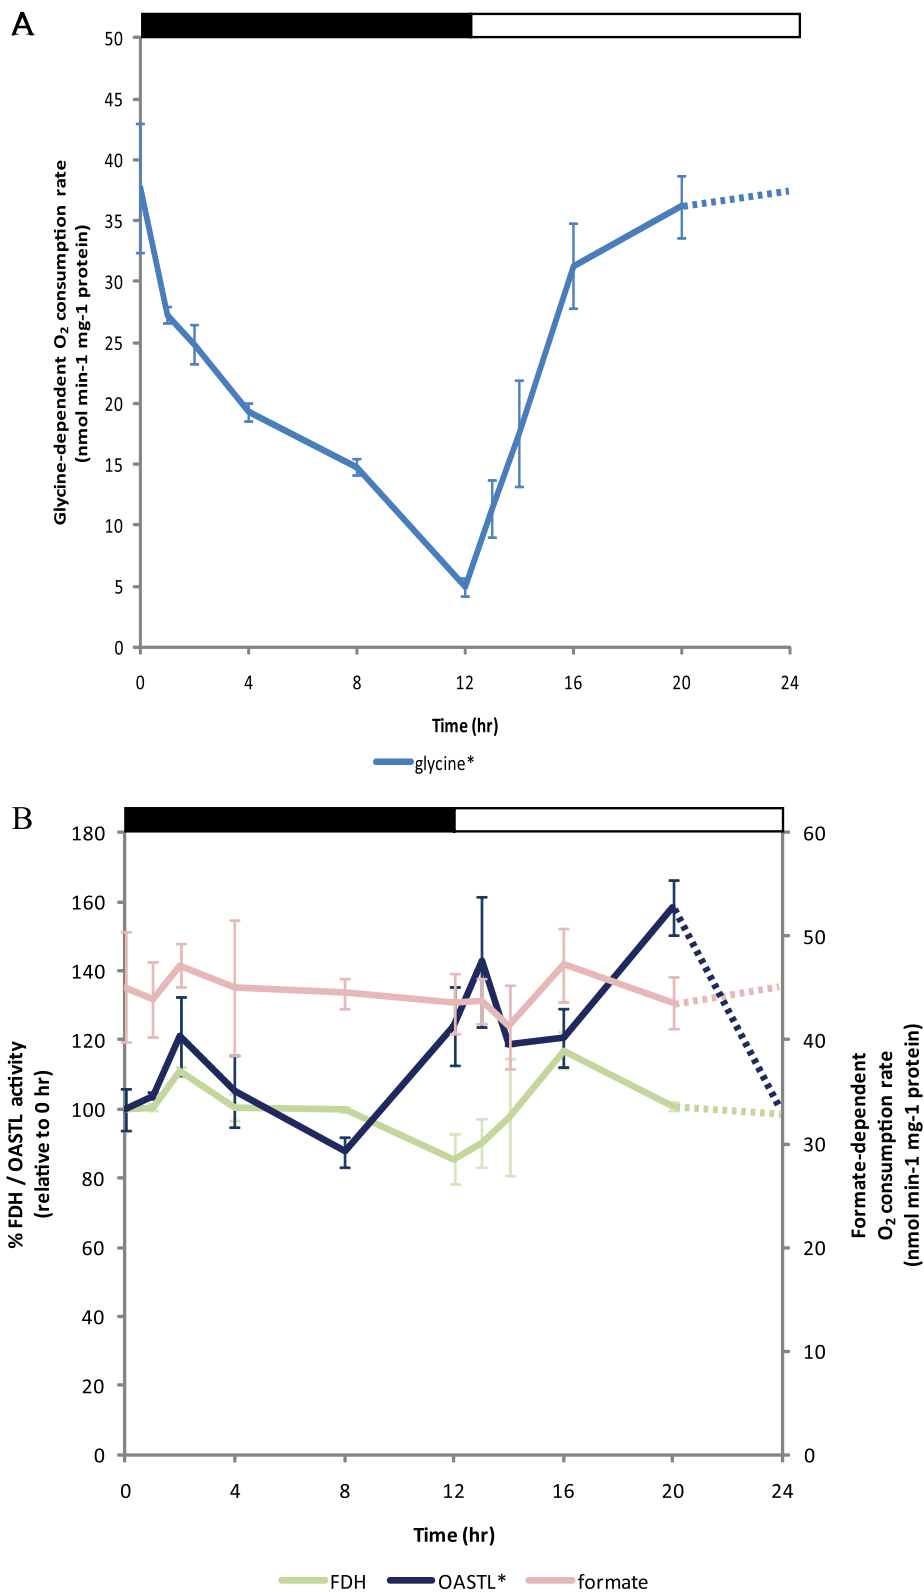 A
50
45
40
35
30
25
20
15
10
5
0
Glycine-dependent O₂ consumption rate
(nmol min-1 mg-1 protein)
0 4 8 12 16 20 24
Time (hr)
glycine*
B
180
160
140
120
100
80
60
40
20
0
% FDH / OASTL activity
(relative to 0 hr)
60
50
40
30
20
10
0
Formate-dependent
O₂ consumption rate
(nmol min-1 mg-1 protein)
0 4 8 12 16 20 24
Time (hr)
FDH OASTL* formate